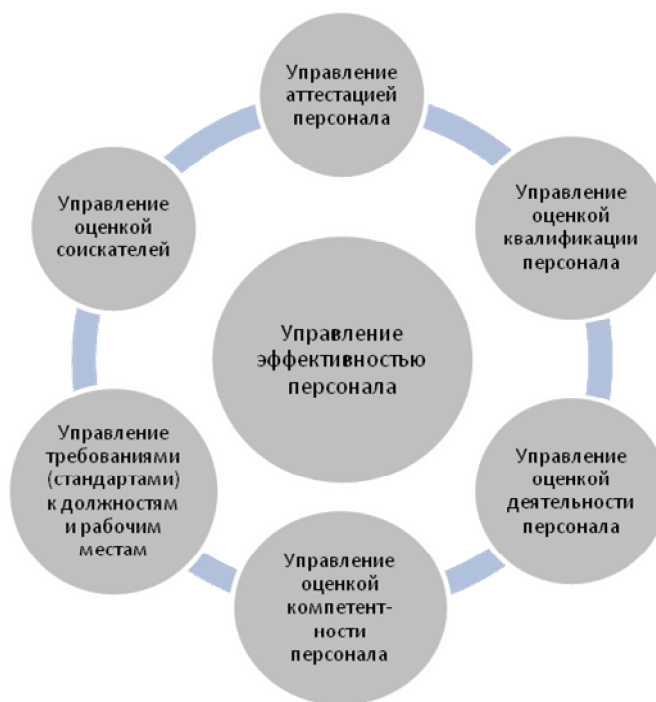 Управление
аттестацией
персонала
Управление
оценкой
квалификации
персонала
Управление
оценкой
деятельности
персонала
Управление
оценкой
компетент-
ности
персонала
Управление
требованиями
(стандартами)
к должностям
и рабочим
местам
Управление
оценкой
соискателей
Управление
эффективностью
персонала